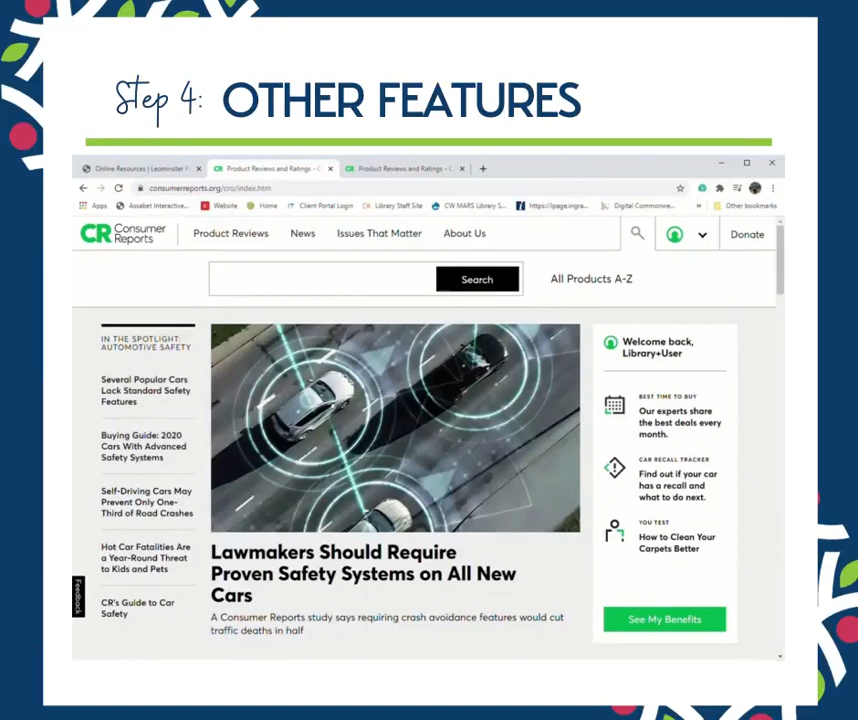 Step 4: OTHER FEATURES
Online Resources | Leominster P
Product Reviews and Ratings - C
Product Reviews and Ratings - C
consumerreports.org/cro/index.htm
Apps
Assabet Interactive...
Website
Home
Client Portal Login
Library Staff Site
CW MARS Library S...
https://ipage.ingra...
Digital Commonwe...
»
Other bookmarks
CR Consumer
Reports
Product Reviews
News
Issues That Matter
About Us
Donate
Search
All Products A-Z
IN THE SPOTLIGHT:
AUTOMOTIVE SAFETY
Several Popular Cars
Lack Standard Safety
Features
Buying Guide: 2020
Cars With Advanced
Safety Systems
Self-Driving Cars May
Prevent Only One-
Third of Road Crashes
Hot Car Fatalities Are
a Year-Round Threat
to Kids and Pets
CR's Guide to Car
Safety
Feedback
Lawmakers Should Require
Proven Safety Systems on All New
Cars
A Consumer Reports study says requiring crash avoidance features would cut
traffic deaths in half
Welcome back,
Library+User
BEST TIME TO BUY
Our experts share
the best deals every
month.
CAR RECALL TRACKER
Find out if your car
has a recall and
what to do next.
YOU TEST
How to Clean Your
Carpets Better
See My Benefits